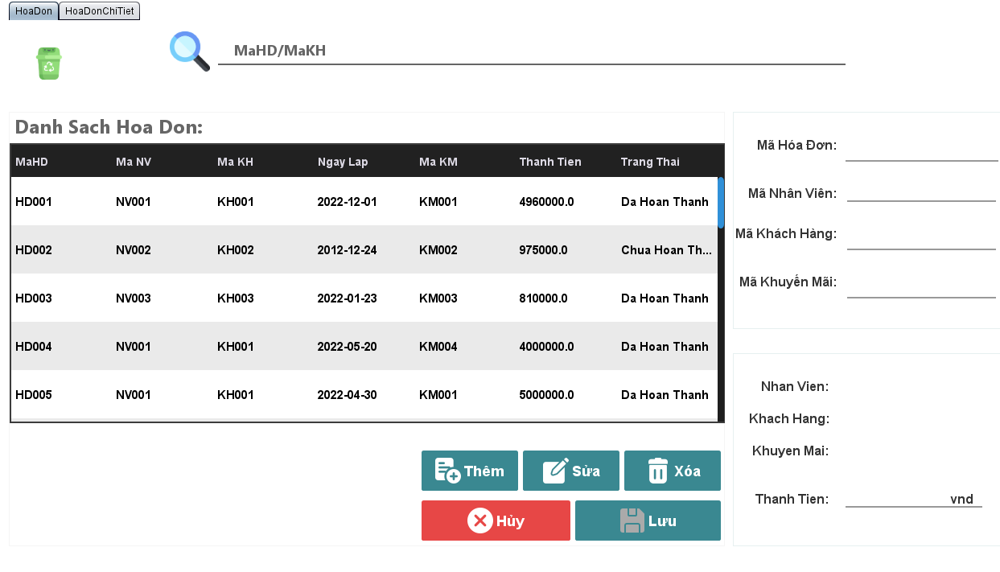 HoaDon HoaDonChiTiet
MaHD/MaKH
Danh Sach Hoa Don:
MaHD Ma NV Ma KH Ngay Lap Ma KM Thanh Tien Trang Thai
HD001 NV001 KH001 2022-12-01 KM001 4960000.0 Da Hoan Thanh
HD002 NV002 KH002 2012-12-24 KM002 975000.0 Chua Hoan Th...
HD003 NV003 KH003 2022-01-23 KM003 810000.0 Da Hoan Thanh
HD004 NV001 KH001 2022-05-20 KM004 4000000.0 Da Hoan Thanh
HD005 NV001 KH001 2022-04-30 KM001 5000000.0 Da Hoan Thanh
Thêm Sửa Xóa
Hủy Lưu
Mã Hóa Đơn:
Mã Nhân Viên:
Mã Khách Hàng:
Mã Khuyến Mãi:
Nhan Vien:
Khach Hang:
Khuyen Mai:
Thanh Tien: vnd